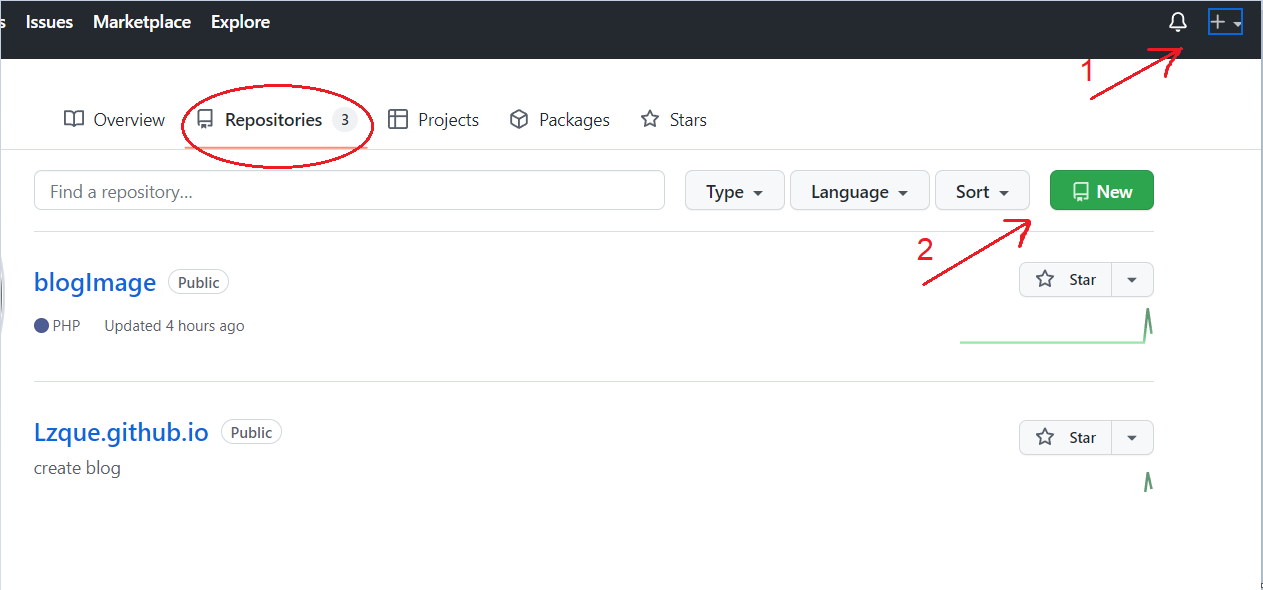 s Issues Marketplace Explore
1
Overview Repositories 3 Projects Packages Stars
Find a repository... Type Language Sort New
2
blogImage Public Star
PHP Updated 4 hours ago
Lzque.github.io Public Star
create blog